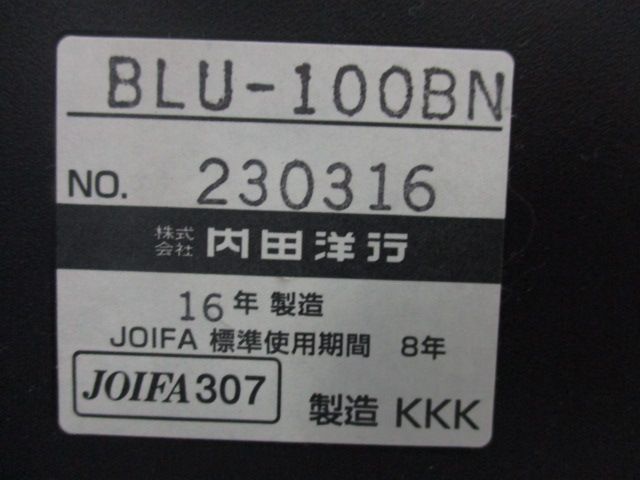 BLU-100BN
NO. 230316
株式会社 内田洋行
16年 製造
JOIFA 標準使用期間 8年
JOIFA307 製造 KKK